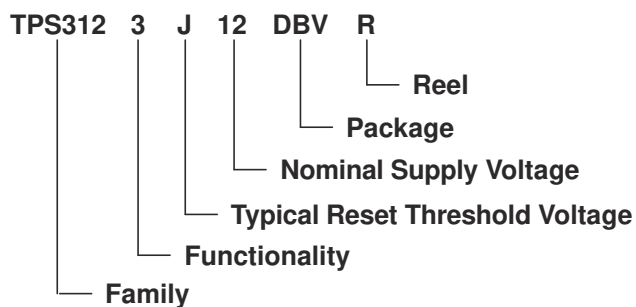 TPS312 3 J 12 DBV R
Reel
Package
Nominal Supply Voltage
Typical Reset Threshold Voltage
Functionality
Family